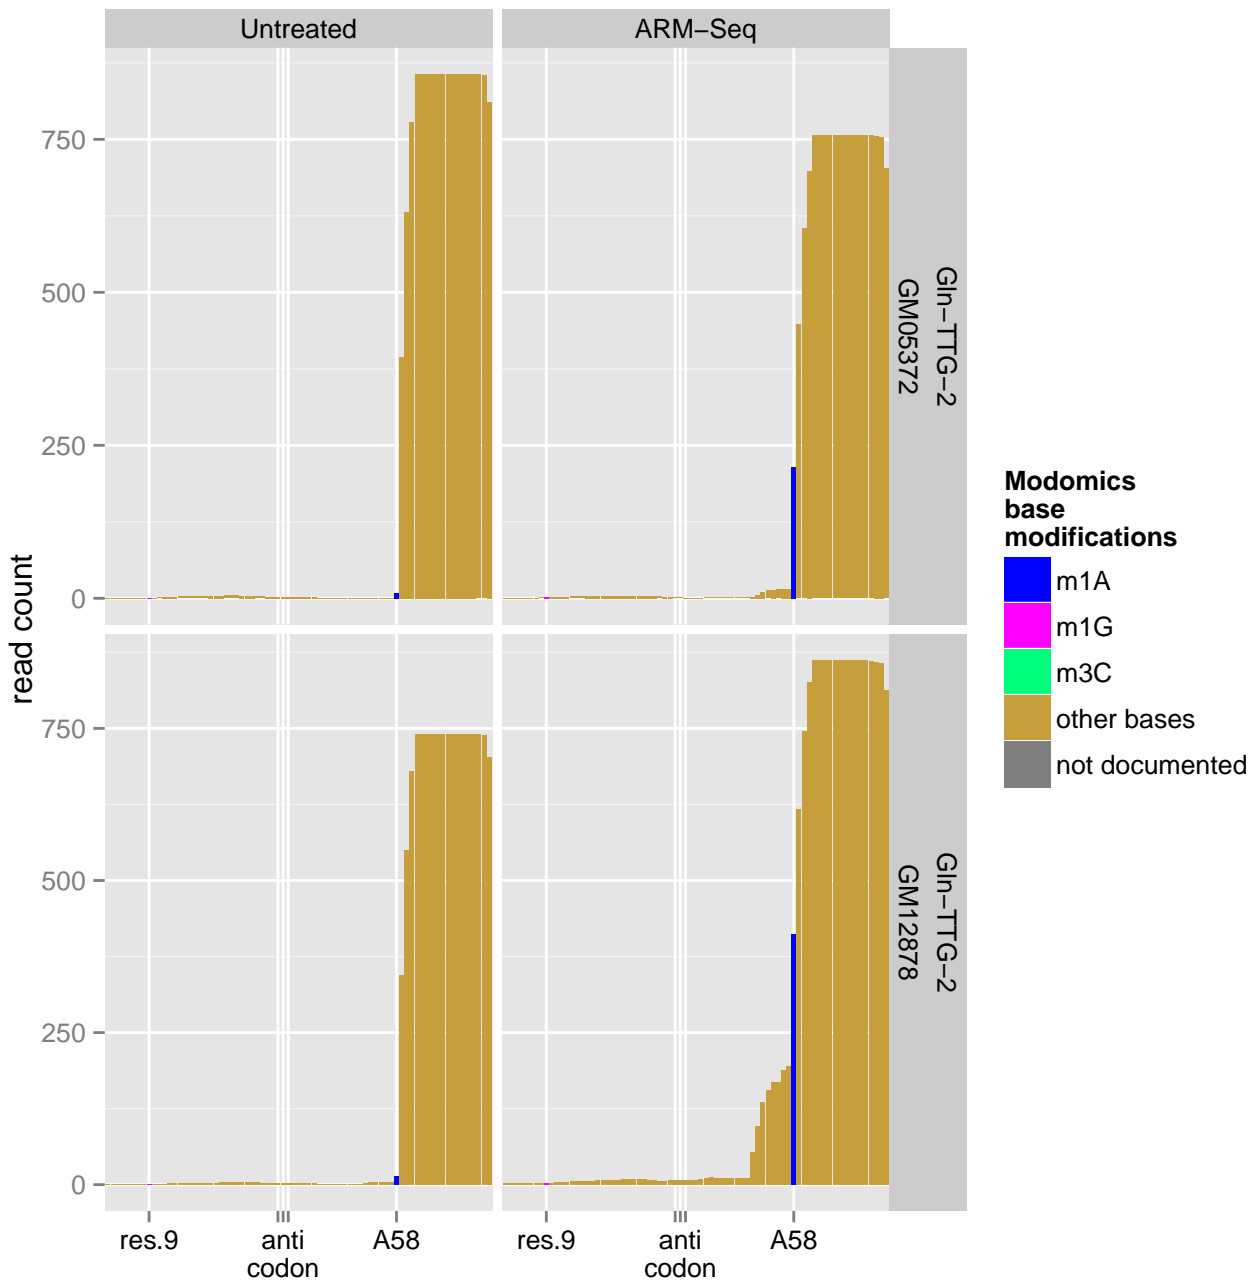 Untreated
ARM−Seq
read count
750
500
250
0
Gln−TTG−2
GM05372
750
500
250
0
Gln−TTG−2
GM12878
res.9
anti
codon
A58
res.9
anti
codon
A58
Modomics
base
modifications
m1A
m1G
m3C
other bases
not documented